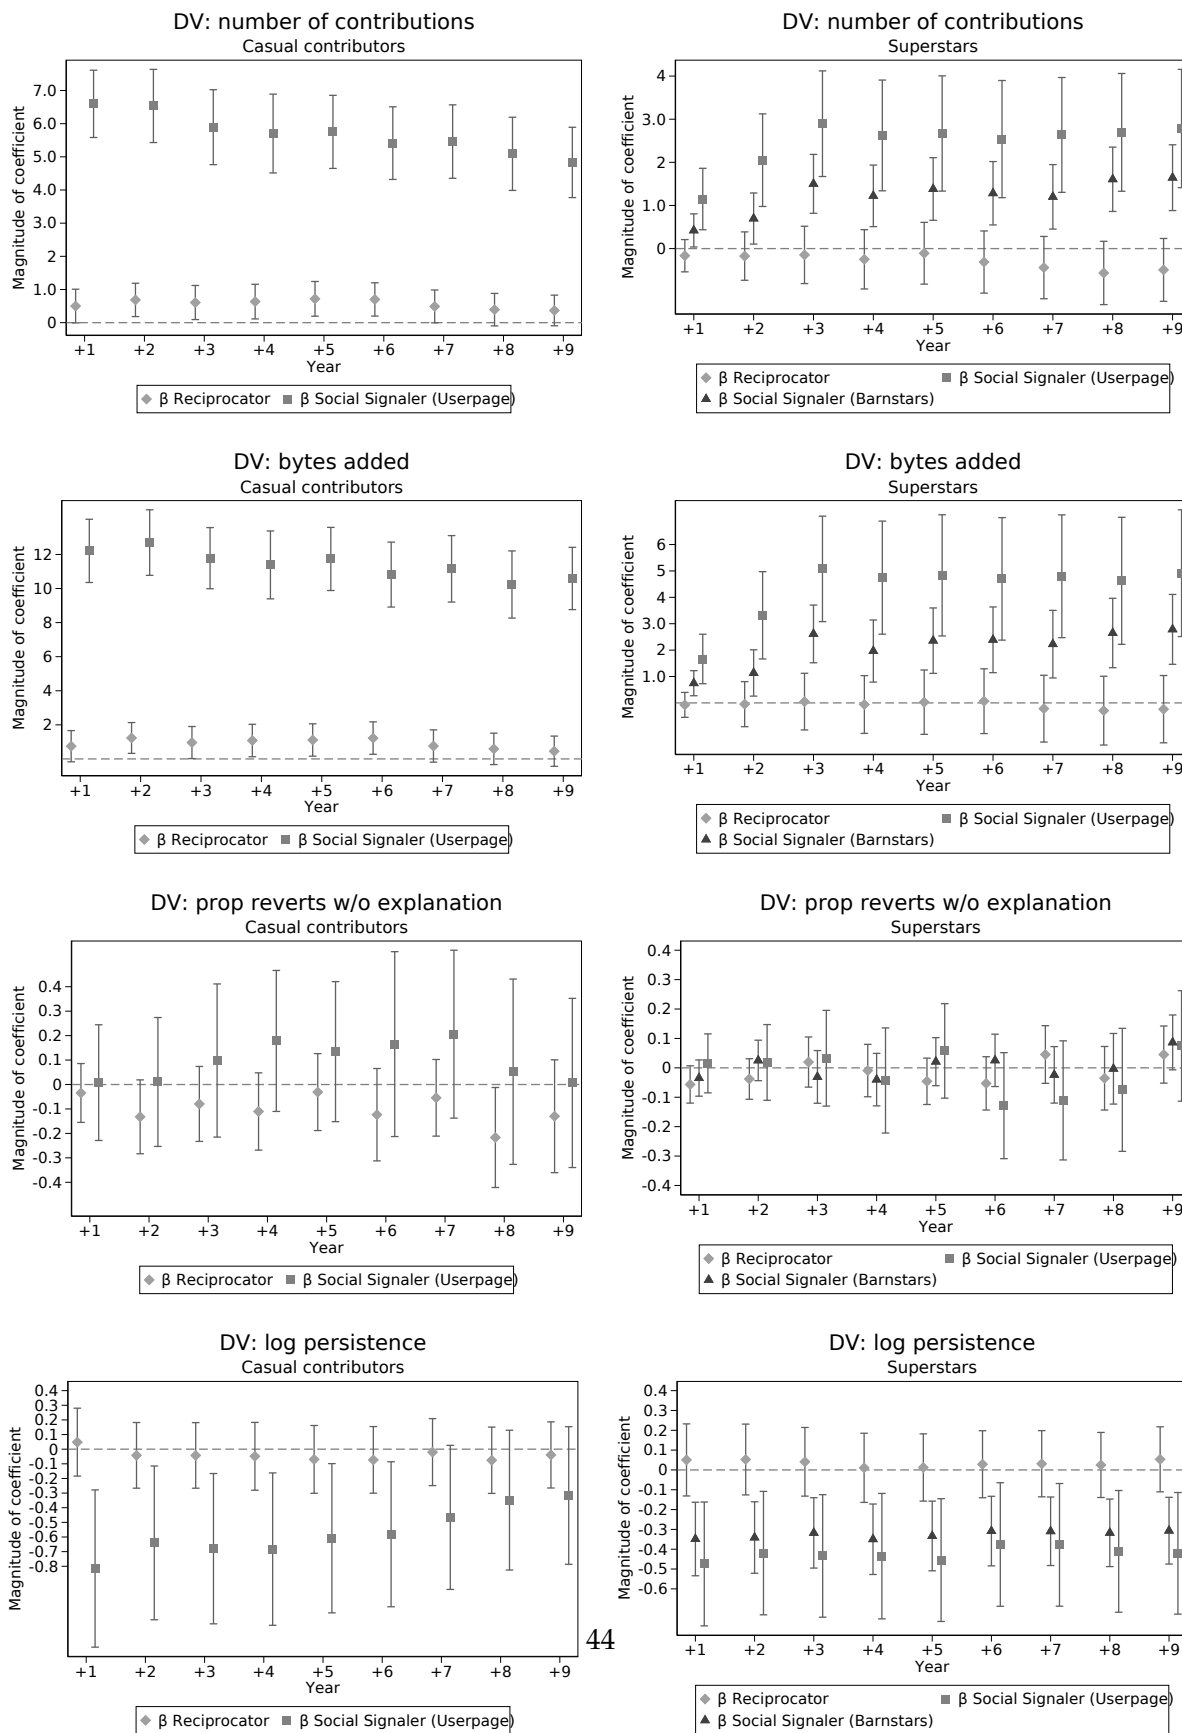 DV: number of contributions
Casual contributors
Magnitude of coefficient
7.0
6.0
5.0
4.0
3.0
2
1.0
0
+1 +2 +3 +4 +5 +6 +7 +8 +9
Year
β Reciprocator β Social Signaler (Userpage)
DV: number of contributions
Superstars
Magnitude of coefficient
4
3.0
2
1.0
0
+1 +2 +3 +4 +5 +6 +7 +8 +9
β Reciprocator β Social Signaler (Userpage)
β Social Signaler (Barnstars)
DV: bytes added
Casual contributors
Magnitude of coefficient
12
10
8
6
4
2
+1 +2 +3 +4 +5 +6 +7 +8 +9
Year
β Reciprocator β Social Signaler (Userpage)
DV: bytes added
Superstars
Magnitude of coefficient
6
5
4
3.0
2
1.0
+1 +2 +3 +4 +5 +6 +7 +8 +9
β Reciprocator β Social Signaler (Userpage)
β Social Signaler (Barnstars)
DV: prop reverts w/o explanation
Casual contributors
Magnitude of coefficient
0.4
0.3
0.2
0.1
0
-0.1
-0.2
-0.3
-0.4
+1 +2 +3 +4 +5 +6 +7 +8 +9
Year
β Reciprocator β Social Signaler (Userpage)
DV: prop reverts w/o explanation
Superstars
Magnitude of coefficient
0.4
0.3
0.2
0.1
0
-0.1
-0.2
-0.3
-0.4
+1 +2 +3 +4 +5 +6 +7 +8 +9
β Reciprocator β Social Signaler (Userpage)
β Social Signaler (Barnstars)
DV: log persistence
Casual contributors
Magnitude of coefficient
0.4
0.3
0.2
0.1
0
-0.1
-0.2
-0.3
-0.4
-0.5
-0.6
-0.7
-0.8
+1 +2 +3 +4 +5 +6 +7 +8 +9
Year
β Reciprocator β Social Signaler (Userpage)
DV: log persistence
Superstars
Magnitude of coefficient
0.4
0.3
0.2
0.1
0
-0.1
-0.2
-0.3
-0.4
-0.5
-0.6
+1 +2 +3 +4 +5 +6 +7 +8 +9
β Reciprocator β Social Signaler (Userpage)
β Social Signaler (Barnstars)
44